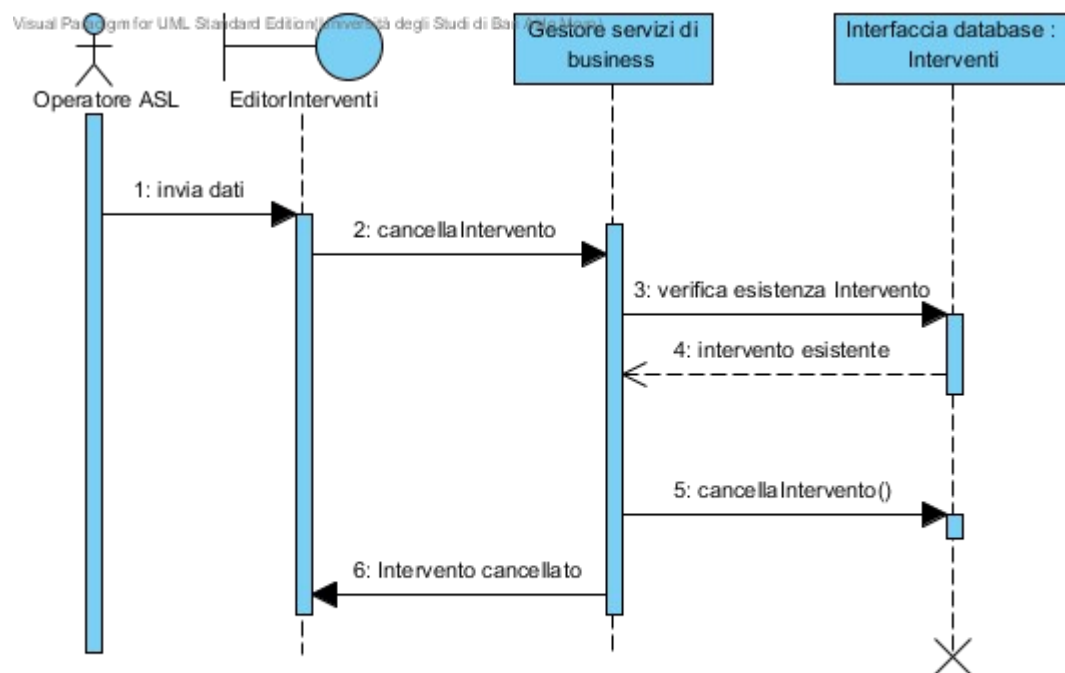 Visual Paradigm for UML Standard Edition(Università degli Studi di Bari
Gestore servizi di
business
Interfaccia database :
Interventi
Operatore ASL
EditorInterventi
1: invia dati
2: cancellaIntervento
3: verifica esistenza Intervento
4: intervento esistente
5: cancellaIntervento()
6: Intervento cancellato